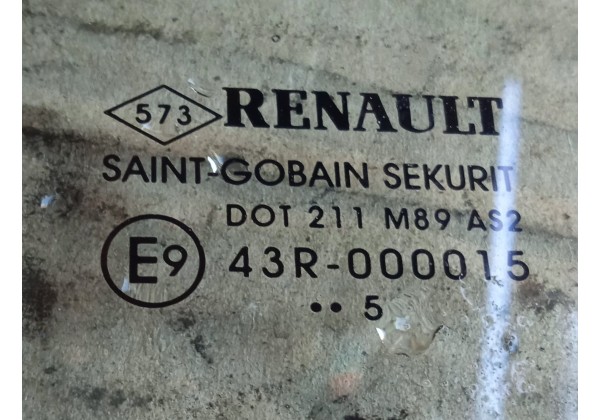 573 RENAULT
SAINT-GOBAIN SEKURIT
DOT 211 M89 AS2
E9 43R-000015
•• 5